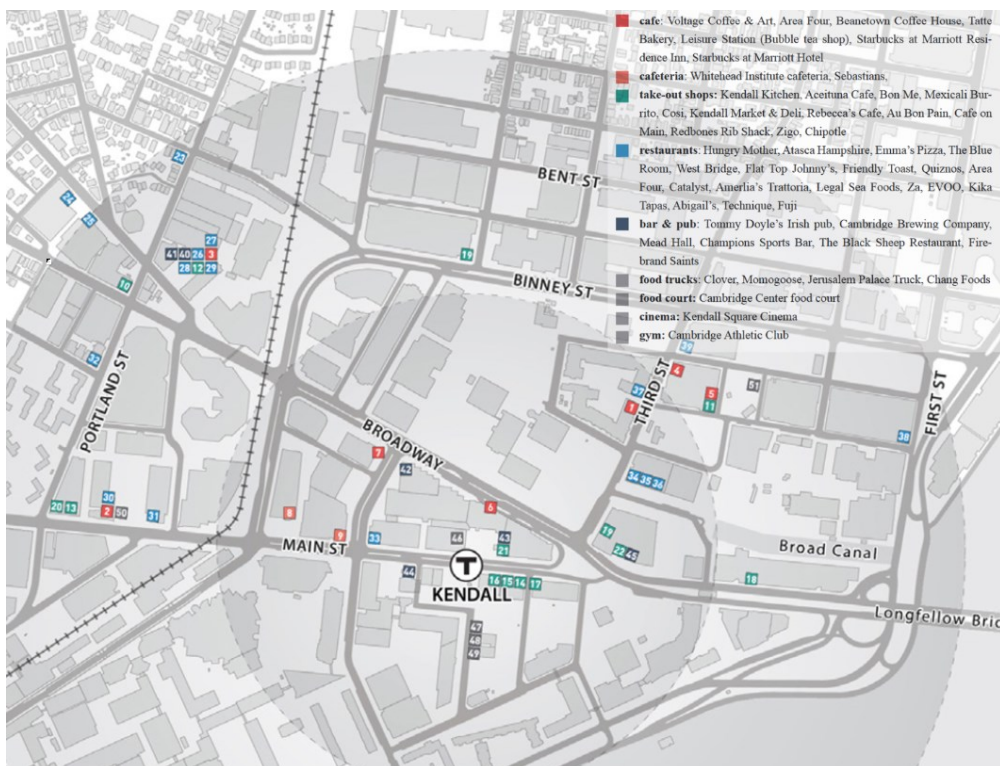 cafe: Voltage Coffee & Art, Area Four, Beanetown Coffee House, Tatte
Bakery, Leisure Station (Bubble tea shop), Starbucks at Marriott Resi-
dence Inn, Starbucks at Marriott Hotel
cafeteria: Whitehead Institute cafeteria, Sebastians,
take-out shops: Kendall Kitchen, Aceituna Cafe, Bon Me, Mexicali Bur-
rito, Cosi, Kendall Market & Deli, Rebecca's Cafe, Au Bon Pain, Cafe on
Main, Redbones Rib Shack, Zigo, Chipotle
restaurants: Hungry Mother, Atasca Hampshire, Emma's Pizza, The Blue
Room, West Bridge, Flat Top Johnny's, Friendly Toast, Quiznos, Area
Four, Catalyst, Amerlia's Trattoria, Legal Sea Foods, Za, EVOO, Kika
Tapas, Abigail's, Technique, Fuji
bar & pub: Tommy Doyle's Irish pub, Cambridge Brewing Company,
Mead Hall, Champions Sports Bar, The Black Sheep Restaurant, Fire-
brand Saints
food trucks: Clover, Momogoose, Jerusalem Palace Truck, Chang Foods
food court: Cambridge Center food court
cinema: Kendall Square Cinema
gym: Cambridge Athletic Club
23
BENT ST
24
25
27
41 40 26 3
28 12 29
19
10
BINNEY ST
39
32
4
51
37
5
1
11
PORTLAND ST
THIRD ST
FIRST ST
38
BROADWAY
7
42
34 35 36
30
20 13
2 50
31
6
8
9
33
46
43
21
19
22 45
MAIN ST
Broad Canal
T
44
16 15 14 17
18
KENDALL
Longfellow Bri
47
48
49